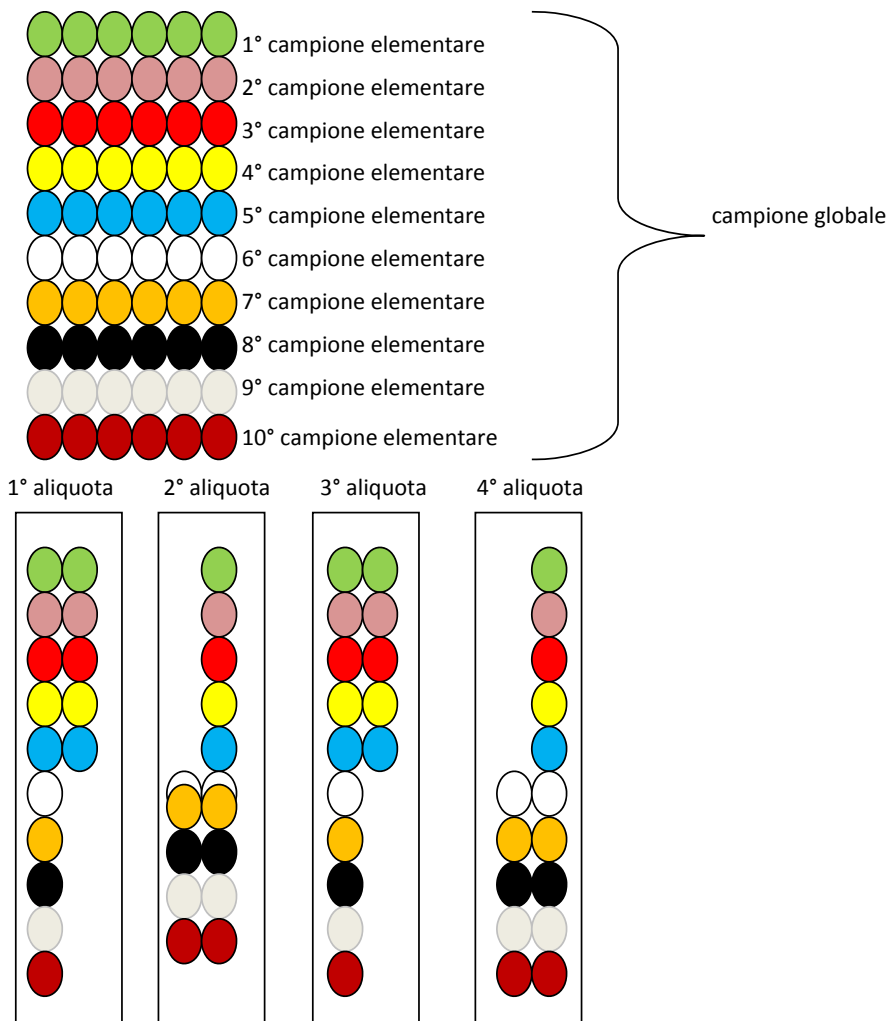 1° campione elementare
2° campione elementare
3° campione elementare
4° campione elementare
5° campione elementare
6° campione elementare
7° campione elementare
8° campione elementare
9° campione elementare
10° campione elementare
campione globale
1° aliquota
2° aliquota
3° aliquota
4° aliquota